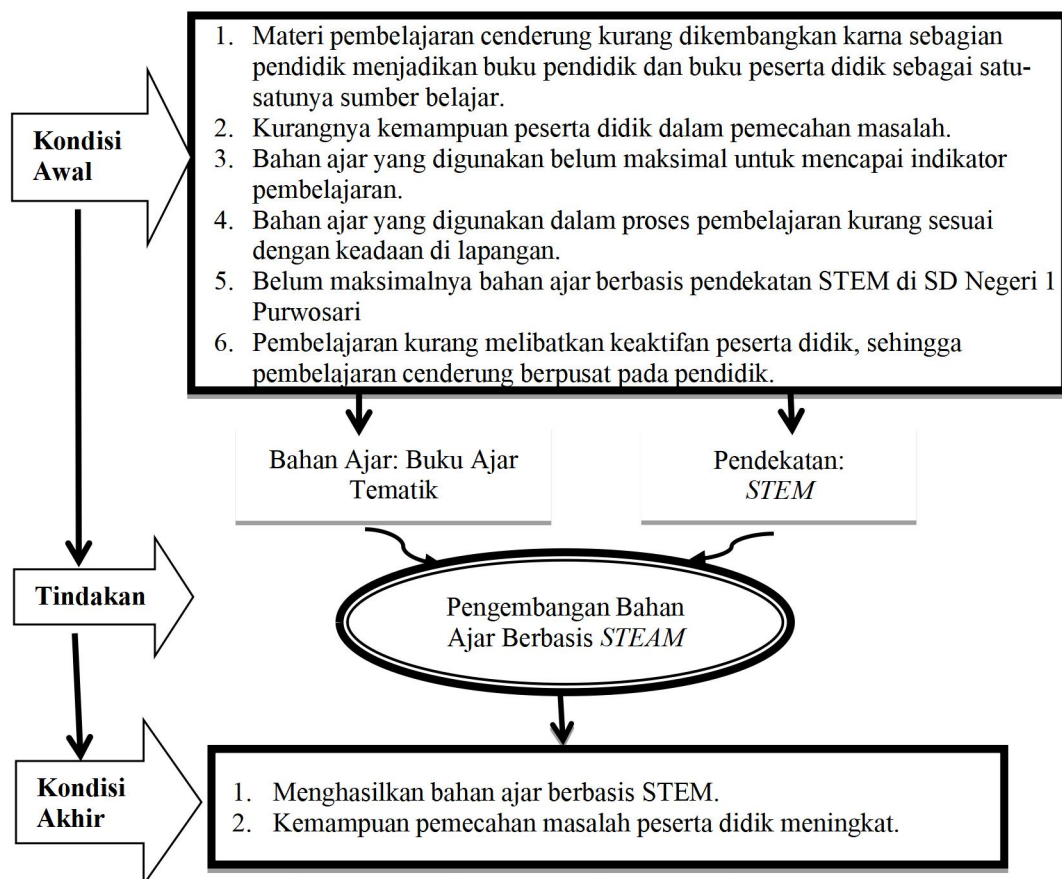 1. Materi pembelajaran cenderung kurang dikembangkan karna sebagian
pendidik menjadikan buku pendidik dan buku peserta didik sebagai satu-
satunya sumber belajar.
2. Kurangnya kemampuan peserta didik dalam pemecahan masalah.
3. Bahan ajar yang digunakan belum maksimal untuk mencapai indikator
pembelajaran.
4. Bahan ajar yang digunakan dalam proses pembelajaran kurang sesuai
dengan keadaan di lapangan.
5. Belum maksimalnya bahan ajar berbasis pendekatan STEM di SD Negeri 1
Purwosari
6. Pembelajaran kurang melibatkan keaktifan peserta didik, sehingga
pembelajaran cenderung berpusat pada pendidik.
Kondisi
Awal
Bahan Ajar: Buku Ajar
Tematik
Pendekatan:
STEM
Tindakan
Pengembangan Bahan
Ajar Berbasis STEAM
Kondisi
Akhir
1. Menghasilkan bahan ajar berbasis STEM.
2. Kemampuan pemecahan masalah peserta didik meningkat.